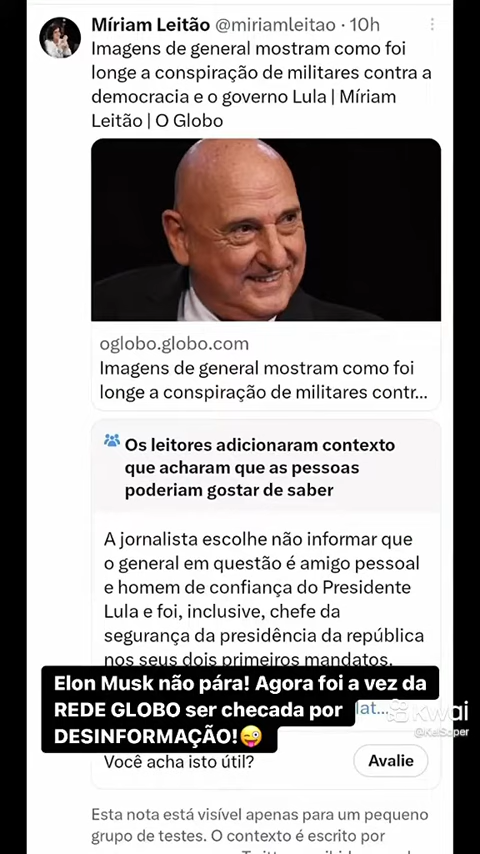 Míriam Leitão @miriamleitao · 10h
Imagens de general mostram como foi
longe a conspiração de militares contra a
democracia e o governo Lula | Míriam
Leitão | O Globo
oglobo.globo.com
Imagens de general mostram como foi
longe a conspiração de militares contr...
Os leitores adicionaram contexto
que acharam que as pessoas
poderiam gostar de saber
A jornalista escolhe não informar que
o general em questão é amigo pessoal
e homem de confiança do Presidente
Lula e foi, inclusive, chefe da
segurança da presidência da república
nos seus dois primeiros mandatos.
Elon Musk não pára! Agora foi a vez da
REDE GLOBO ser checada por
DESINFORMAÇÃO!😜
lat...
Kwai
@KelSoper
Você acha isto útil?
Avalie
Esta nota está visível apenas para um pequeno
grupo de testes. O contexto é escrito por